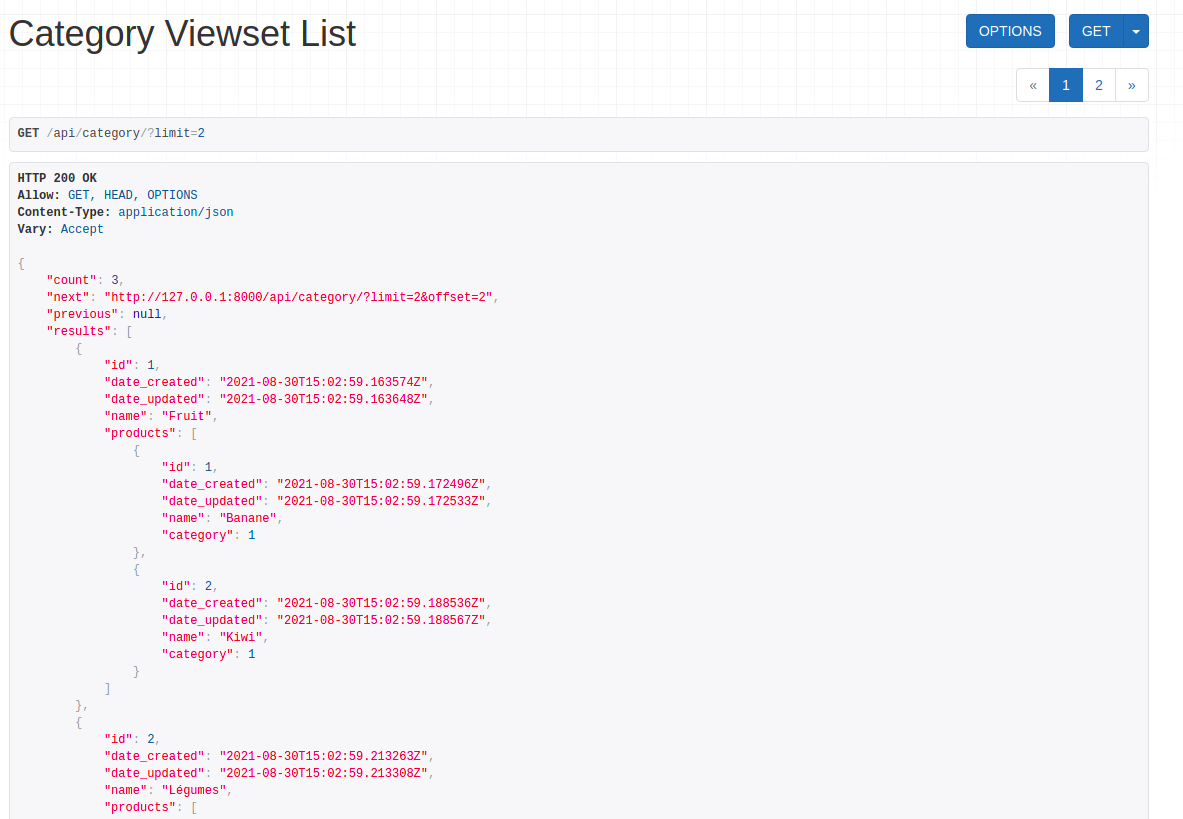 Category Viewset List
OPTIONS
GET
« 1 2 »
GET /api/category/?limit=2
HTTP 200 OK
Allow: GET, HEAD, OPTIONS
Content-Type: application/json
Vary: Accept
{
    "count": 3,
    "next": "http://127.0.0.1:8000/api/category/?limit=2&offset=2",
    "previous": null,
    "results": [
        {
            "id": 1,
            "date_created": "2021-08-30T15:02:59.163574Z",
            "date_updated": "2021-08-30T15:02:59.163648Z",
            "name": "Fruit",
            "products": [
                {
                    "id": 1,
                    "date_created": "2021-08-30T15:02:59.172496Z",
                    "date_updated": "2021-08-30T15:02:59.172533Z",
                    "name": "Banane",
                    "category": 1
                },
                {
                    "id": 2,
                    "date_created": "2021-08-30T15:02:59.188536Z",
                    "date_updated": "2021-08-30T15:02:59.188567Z",
                    "name": "Kiwi",
                    "category": 1
                }
            ]
        },
        {
            "id": 2,
            "date_created": "2021-08-30T15:02:59.213263Z",
            "date_updated": "2021-08-30T15:02:59.213308Z",
            "name": "Légumes",
            "products": [